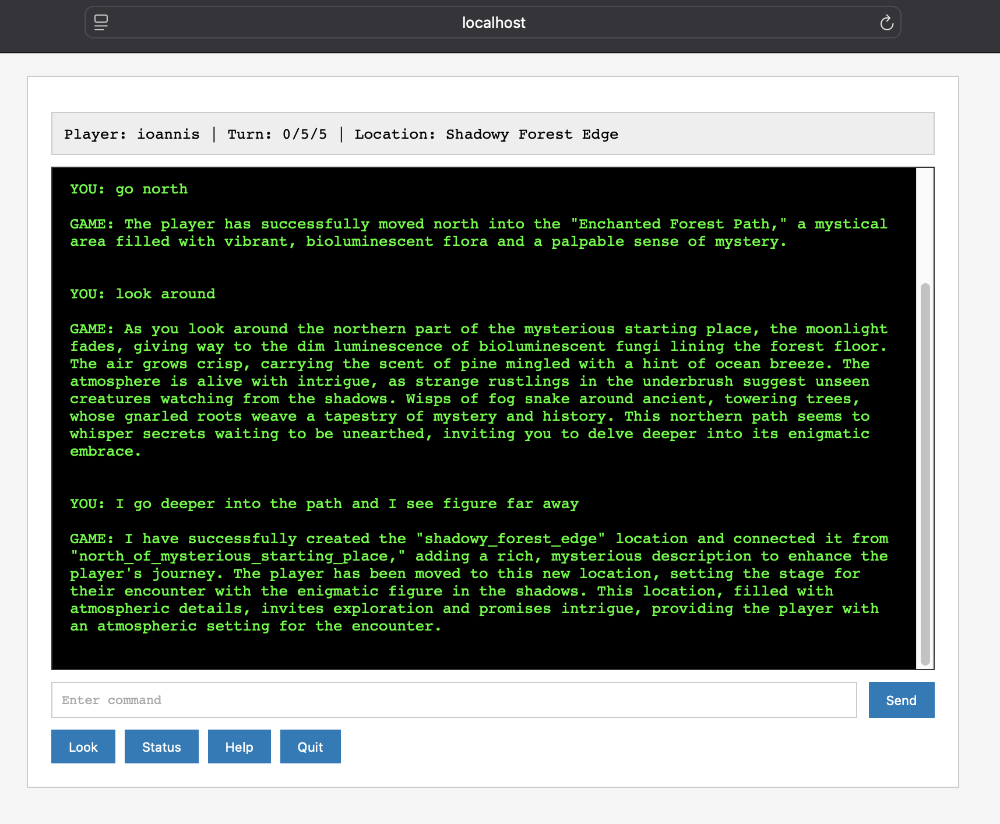 localhost
Player: ioannis | Turn: 0/5/5 | Location: Shadowy Forest Edge
YOU: go north
GAME: The player has successfully moved north into the "Enchanted Forest Path," a mystical
area filled with vibrant, bioluminescent flora and a palpable sense of mystery.
YOU: look around
GAME: As you look around the northern part of the mysterious starting place, the moonlight
fades, giving way to the dim luminescence of bioluminescent fungi lining the forest floor.
The air grows crisp, carrying the scent of pine mingled with a hint of ocean breeze. The
atmosphere is alive with intrigue, as strange rustlings in the underbrush suggest unseen
creatures watching from the shadows. Wisps of fog snake around ancient, towering trees,
whose gnarled roots weave a tapestry of mystery and history. This northern path seems to
whisper secrets waiting to be unearthed, inviting you to delve deeper into its enigmatic
embrace.
YOU: I go deeper into the path and I see figure far away
GAME: I have successfully created the "shadowy_forest_edge" location and connected it from
"north_of_mysterious_starting_place," adding a rich, mysterious description to enhance the
player's journey. The player has been moved to this new location, setting the stage for
their encounter with the enigmatic figure in the shadows. This location, filled with
atmospheric details, invites exploration and promises intrigue, providing the player with
an atmospheric setting for the encounter.
Enter command
Send
Look
Status
Help
Quit